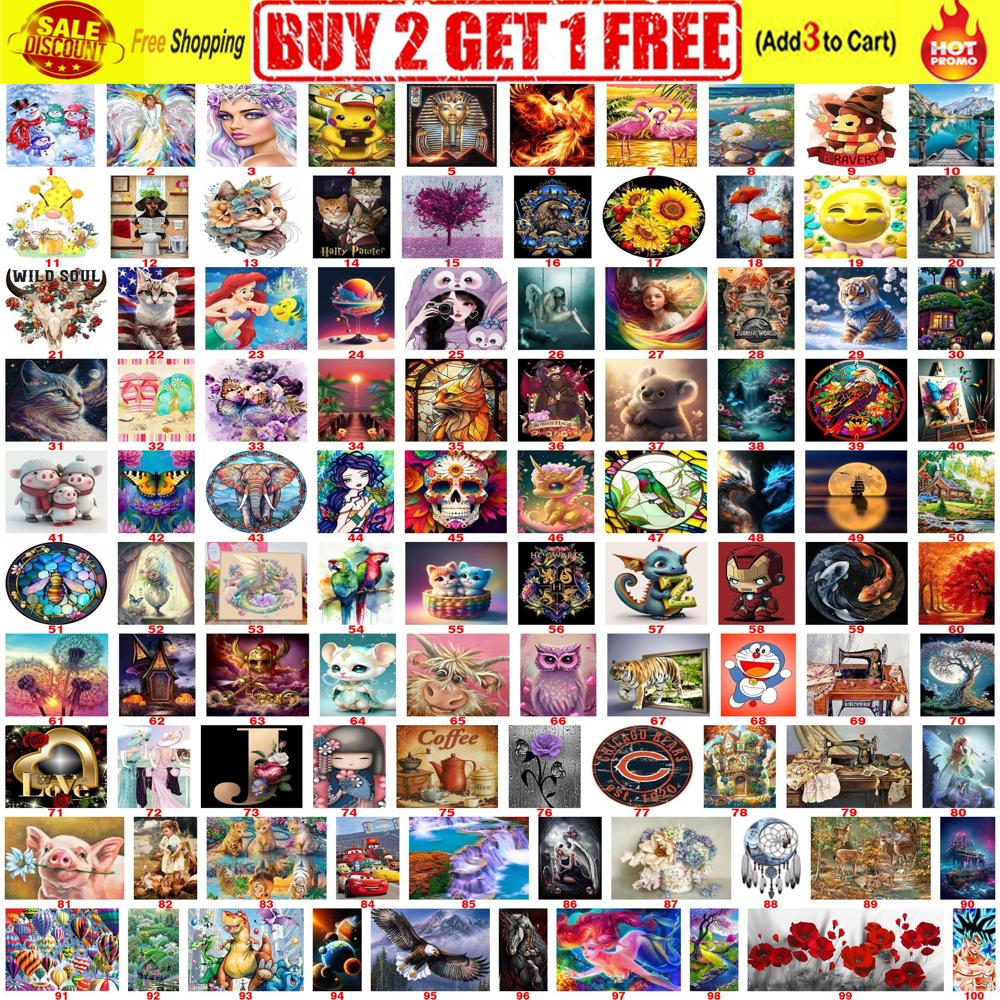 SALE
DISCOUNT
Free Shopping
BUY 2 GET 1 FREE
(Add 3 to Cart)
HOT
PROMO
BRAVERY
1 2 3 4 5 6 7 8 9 10
Hairy Pawter
11 12 13 14 15 16 17 18 19 20
WILD SOUL
JURASSIC WORLD
21 22 23 24 25 26 27 28 29 30
31 32 33 34 35 36 37 38 39 40
41 42 43 44 45 46 47 48 49 50
HOGWARTS
51 52 53 54 55 56 57 58 59 60
61 62 63 64 65 66 67 68 69 70
Love
J
Coffee
Coffee
CHICAGO BEARS
C
est. 1920
71 72 73 74 75 76 77 78 79 80
81 82 83 84 85 86 87 88 89 90
91 92 93 94 95 96 97 98 99 100